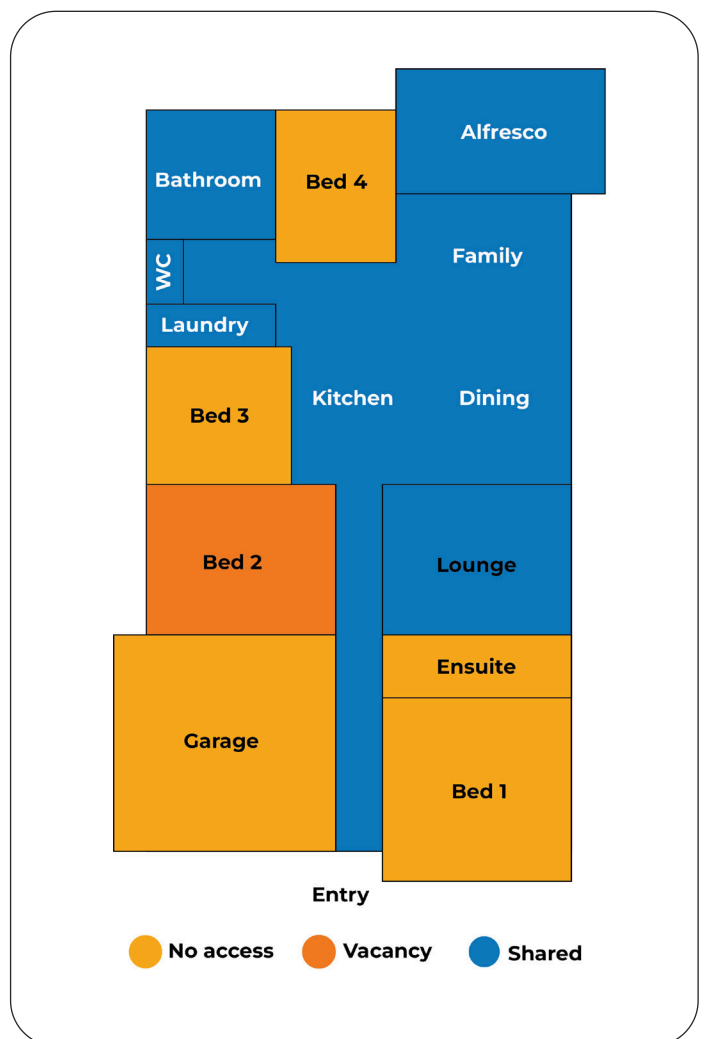 Alfresco
Bathroom
Bed 4
Family
WC
Laundry
Kitchen
Dining
Bed 3
Bed 2
Lounge
Ensuite
Garage
Bed 1
Entry
No access
Vacancy
Shared